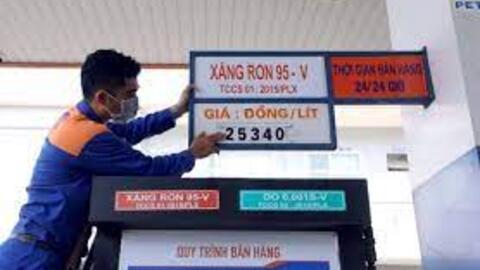 PET
XĂNG RON 95 - V
TCCS 01: 2015/PLX
THỜI GIAN BÁN HÀNG
24/24 GIỜ
GIÁ : ĐỒNG/LÍT
25340
XĂNG RON 95-V
DO 0,001S-V
QUY TRÌNH BÁN HÀNG